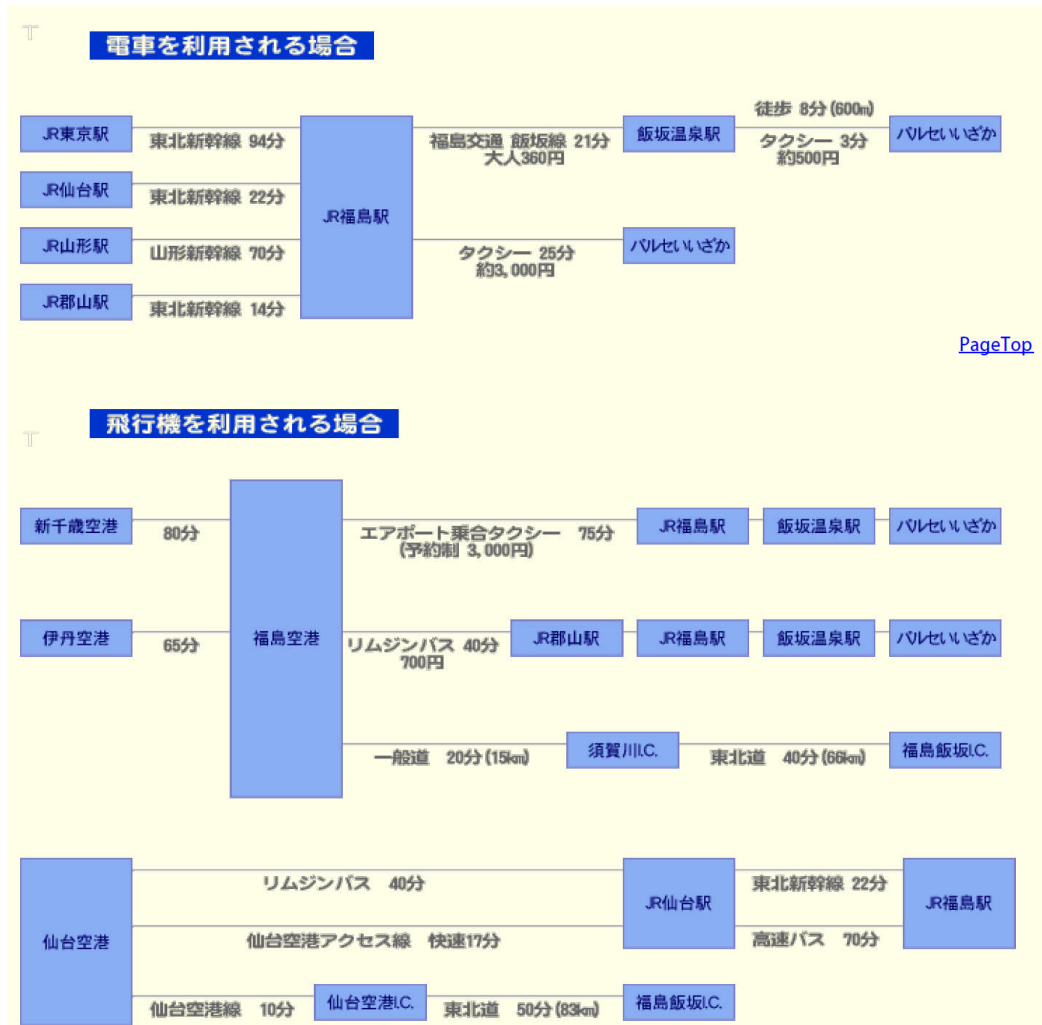 電車を利用される場合
徒歩 8分(600m)
JR東京駅 東北新幹線 94分 福島交通 飯坂線 21分 飯坂温泉駅 タクシー 3分 パルセいいざか
大人360円 約500円
JR仙台駅 東北新幹線 22分
JR福島駅
JR山形駅 山形新幹線 70分 タクシー 25分 パルセいいざか
約3,000円
JR郡山駅 東北新幹線 14分
PageTop
飛行機を利用される場合
新千歳空港 80分 エアポート乗合タクシー 75分 JR福島駅 飯坂温泉駅 パルセいいざか
(予約制 3,000円)
伊丹空港 65分 福島空港 リムジンバス 40分 JR郡山駅 JR福島駅 飯坂温泉駅 パルセいいざか
700円
一般道 20分(15km) 須賀川I.C. 東北道 40分(66km) 福島飯坂I.C.
リムジンバス 40分 東北新幹線 22分
JR仙台駅 JR福島駅
仙台空港 仙台空港アクセス線 快速17分 高速バス 70分
仙台空港線 10分 仙台空港I.C. 東北道 50分(83km) 福島飯坂I.C.